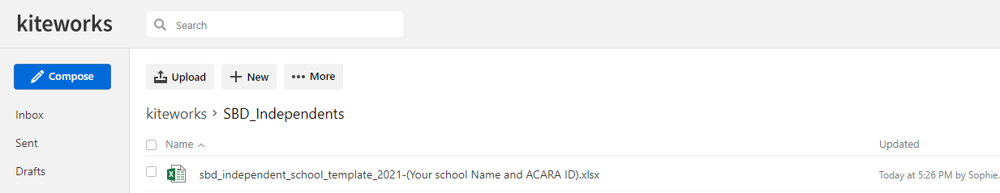 kiteworks
Search
Compose
Upload
New
More
Inbox
kiteworks > SBD_Independents
Sent
Name
Updated
Drafts
sbd_independent_school_template_2021-(Your school Name and ACARA ID).xlsx
Today at 5:26 PM by Sophie.